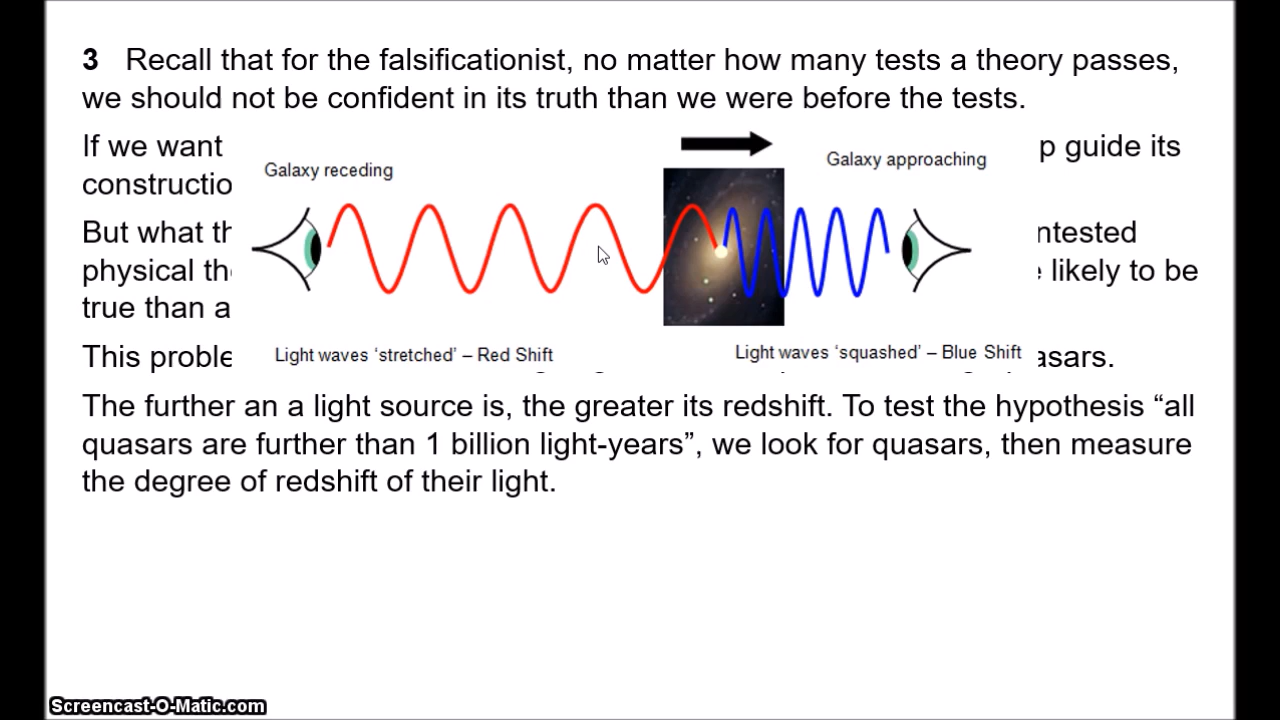 3 Recall that for the falsificationist, no matter how many tests a theory passes,
we should not be confident in its truth than we were before the tests.
If we want
p guide its
constructio
But what th
ntested
physical the
likely to be
true than a
This proble
asars.
Galaxy receding
Galaxy approaching
Light waves ‘stretched’ – Red Shift
Light waves ‘squashed’ – Blue Shift
The further an a light source is, the greater its redshift. To test the hypothesis “all
quasars are further than 1 billion light-years”, we look for quasars, then measure
the degree of redshift of their light.
Screencast-O-Matic.com